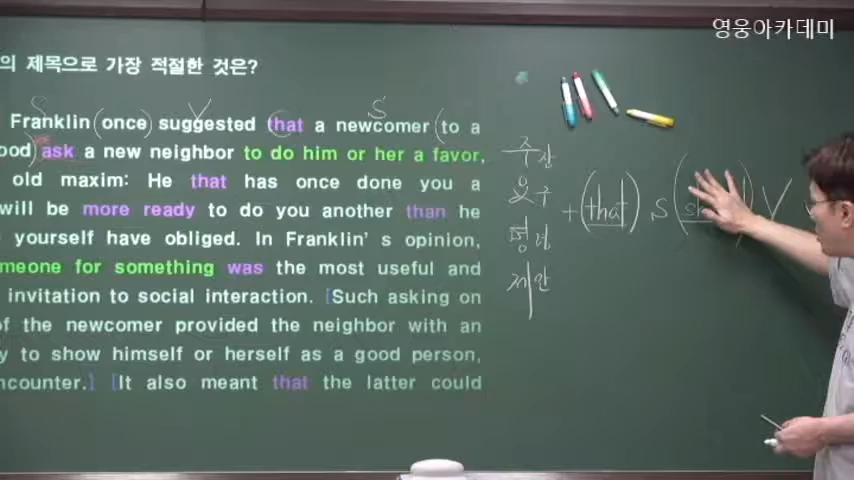 영웅아카데미
의 제목으로 가장 적절한 것은?
S V S
Franklin (once) suggested that a newcomer (to a
ood) ask a new neighbor to do him or her a favor,
old maxim: He that has once done you a
will be more ready to do you another than he
yourself have obliged. In Franklin's opinion,
meone for something was the most useful and
invitation to social interaction. [Such asking on
of the newcomer provided the neighbor with an
y to show himself or herself as a good person,
ncounter.] [It also meant that the latter could
주
요구
명령
제안
+ (that) S (sh V